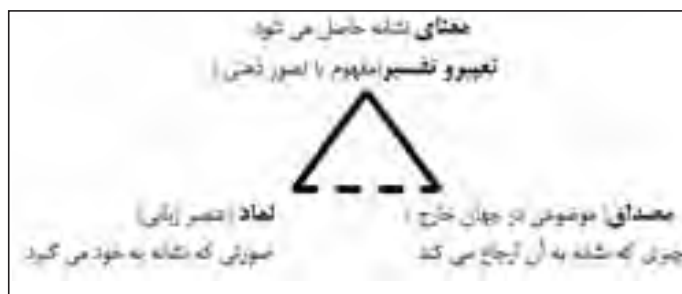 معنای نشانه حاصل می شود
تعبیر و تفسیر (مفهوم یا تصور ذهنی)
مصداق (موضوعی در جهان خارج)
چیزی که نشانه به آن ارجاع می کند
نماد (عنصر زبانی)
صورتی که نشانه به خود می گیرد